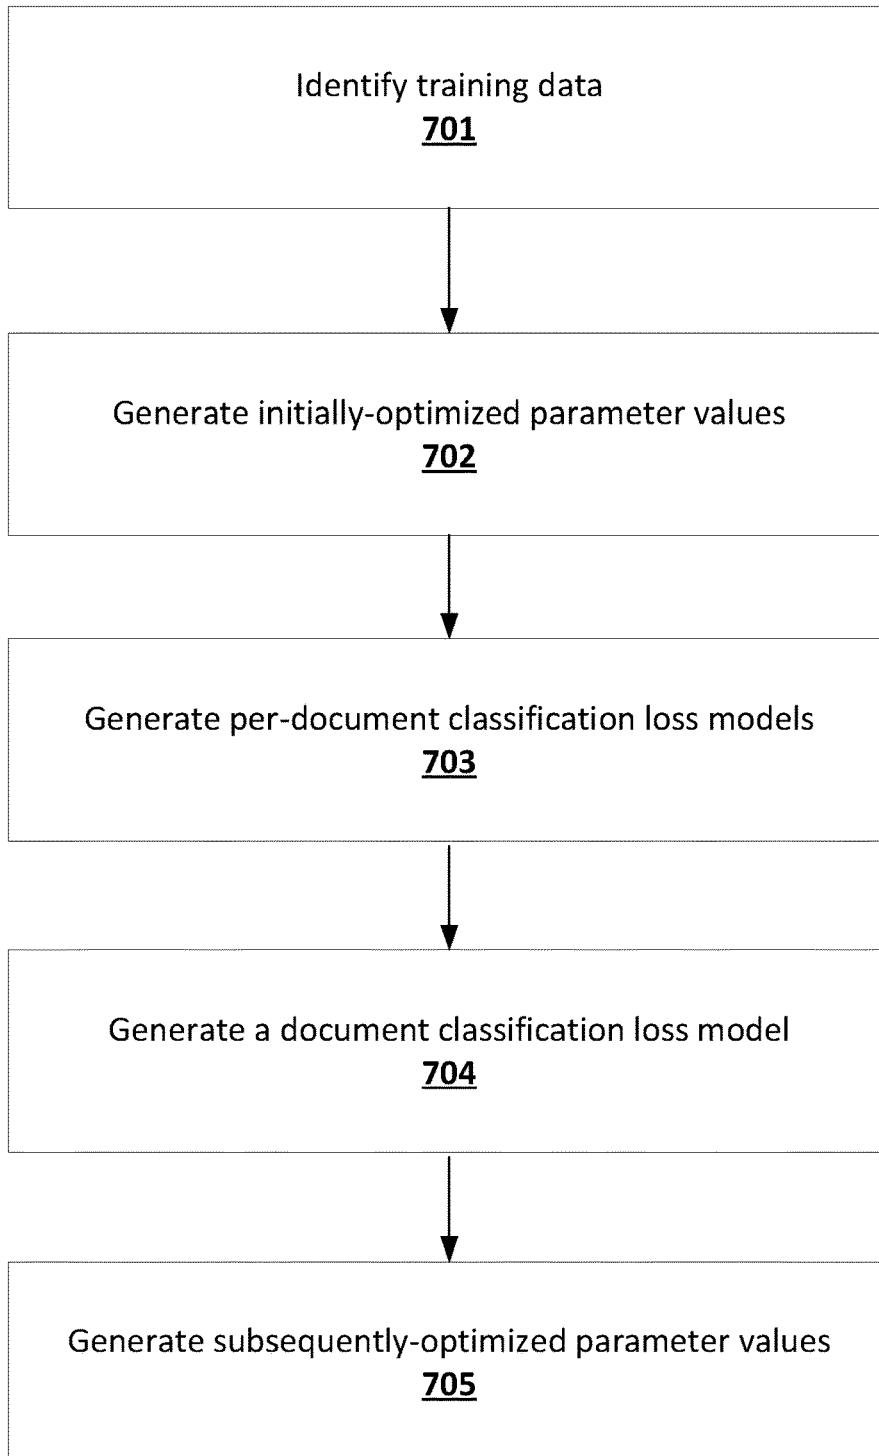 Identify training data
701
Generate initially-optimized parameter values
702
Generate per-document classification loss models
703
Generate a document classification loss model
704
Generate subsequently-optimized parameter values
705